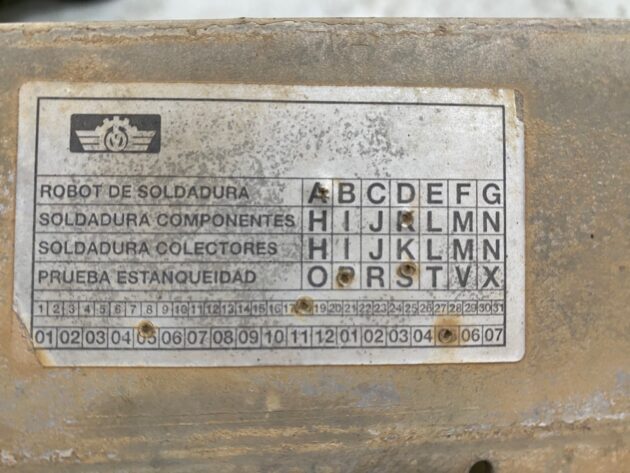 ROBOT DE SOLDADURA A B C D E F G
SOLDADURA COMPONENTES H I J K L M N
SOLDADURA COLECTORES H I J K L M N
PRUEBA ESTANQUEIDAD O P R S T V X
1 2 3 4 5 6 7 8 9 10 11 12 13 14 15 16 17 19 20 21 22 23 24 25 26 27 28 29 30 31
01 02 03 04 05 06 07 08 09 10 11 12 01 02 03 04 06 07